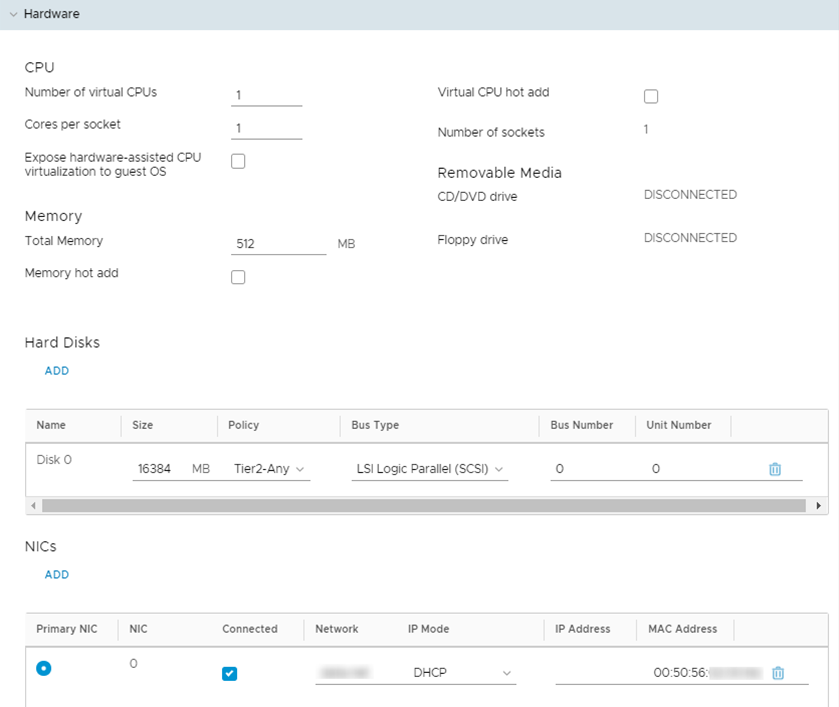 Hardware
CPU
Number of virtual CPUs 1
Cores per socket 1
Expose hardware-assisted CPU
virtualization to guest OS
Virtual CPU hot add
Number of sockets 1
Removable Media
CD/DVD drive DISCONNECTED
Floppy drive DISCONNECTED
Memory
Total Memory 512 MB
Memory hot add
Hard Disks
ADD
Name Size Policy Bus Type Bus Number Unit Number
Disk 0 16384 MB Tier2-Any LSI Logic Parallel (SCSI) 0 0
NICs
ADD
Primary NIC NIC Connected Network IP Mode IP Address MAC Address
0 DHCP 00:50:56: